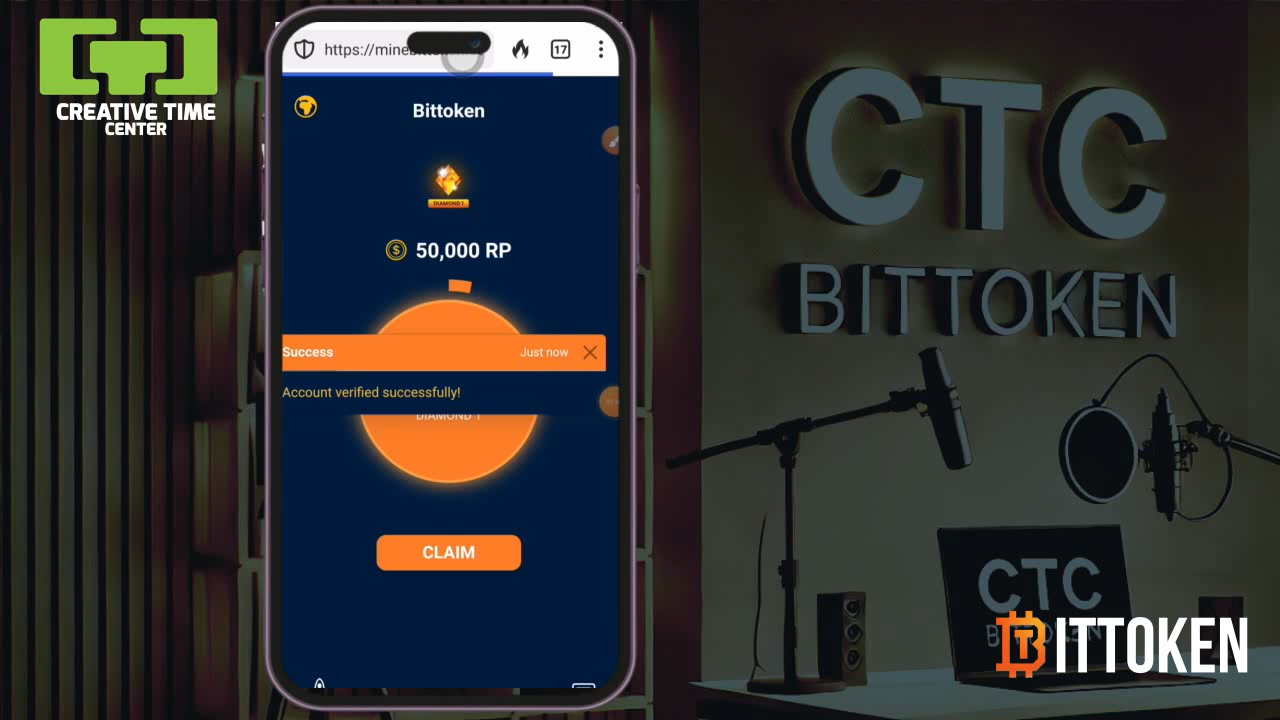 CREATIVE TIME
CENTER
https://mine
17
Bittoken
DIAMOND 1
50,000 RP
Success
Just now
Account verified successfully!
DIAMOND 1
CLAIM
CTC
BITTOKEN
CTC
BITTOKEN